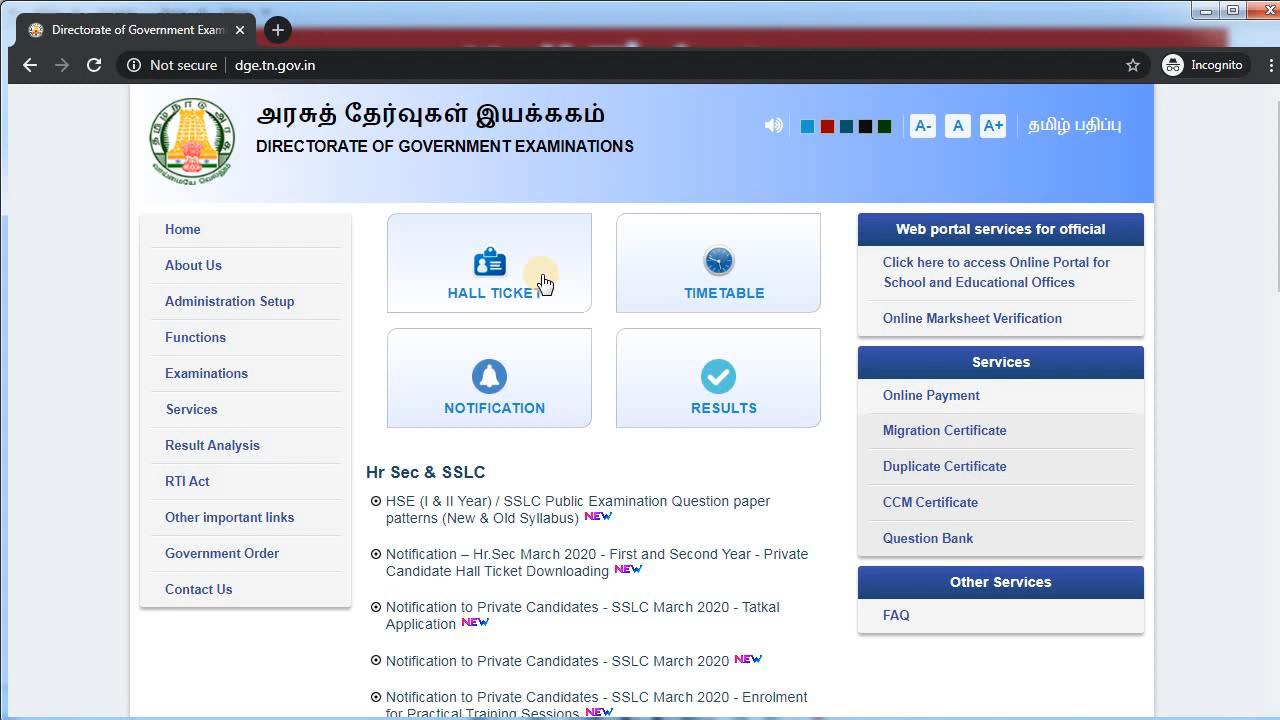 Directorate of Government Exam
Not secure
dge.tn.gov.in
Incognito
அரசுத் தேர்வுகள் இயக்ககம்
DIRECTORATE OF GOVERNMENT EXAMINATIONS
A-
A
A+
தமிழ் பதிப்பு
Home
About Us
Administration Setup
Functions
Examinations
Services
Result Analysis
RTI Act
Other important links
Government Order
Contact Us
HALL TICKET
TIMETABLE
NOTIFICATION
RESULTS
Hr Sec & SSLC
HSE (I & II Year) / SSLC Public Examination Question paper
patterns (New & Old Syllabus) NEW
Notification – Hr.Sec March 2020 - First and Second Year - Private
Candidate Hall Ticket Downloading NEW
Notification to Private Candidates - SSLC March 2020 - Tatkal
Application NEW
Notification to Private Candidates - SSLC March 2020 NEW
Notification to Private Candidates - SSLC March 2020 - Enrolment
for Practical Training Sessions NEW
Web portal services for official
Click here to access Online Portal for
School and Educational Offices
Online Marksheet Verification
Services
Online Payment
Migration Certificate
Duplicate Certificate
CCM Certificate
Question Bank
Other Services
FAQ